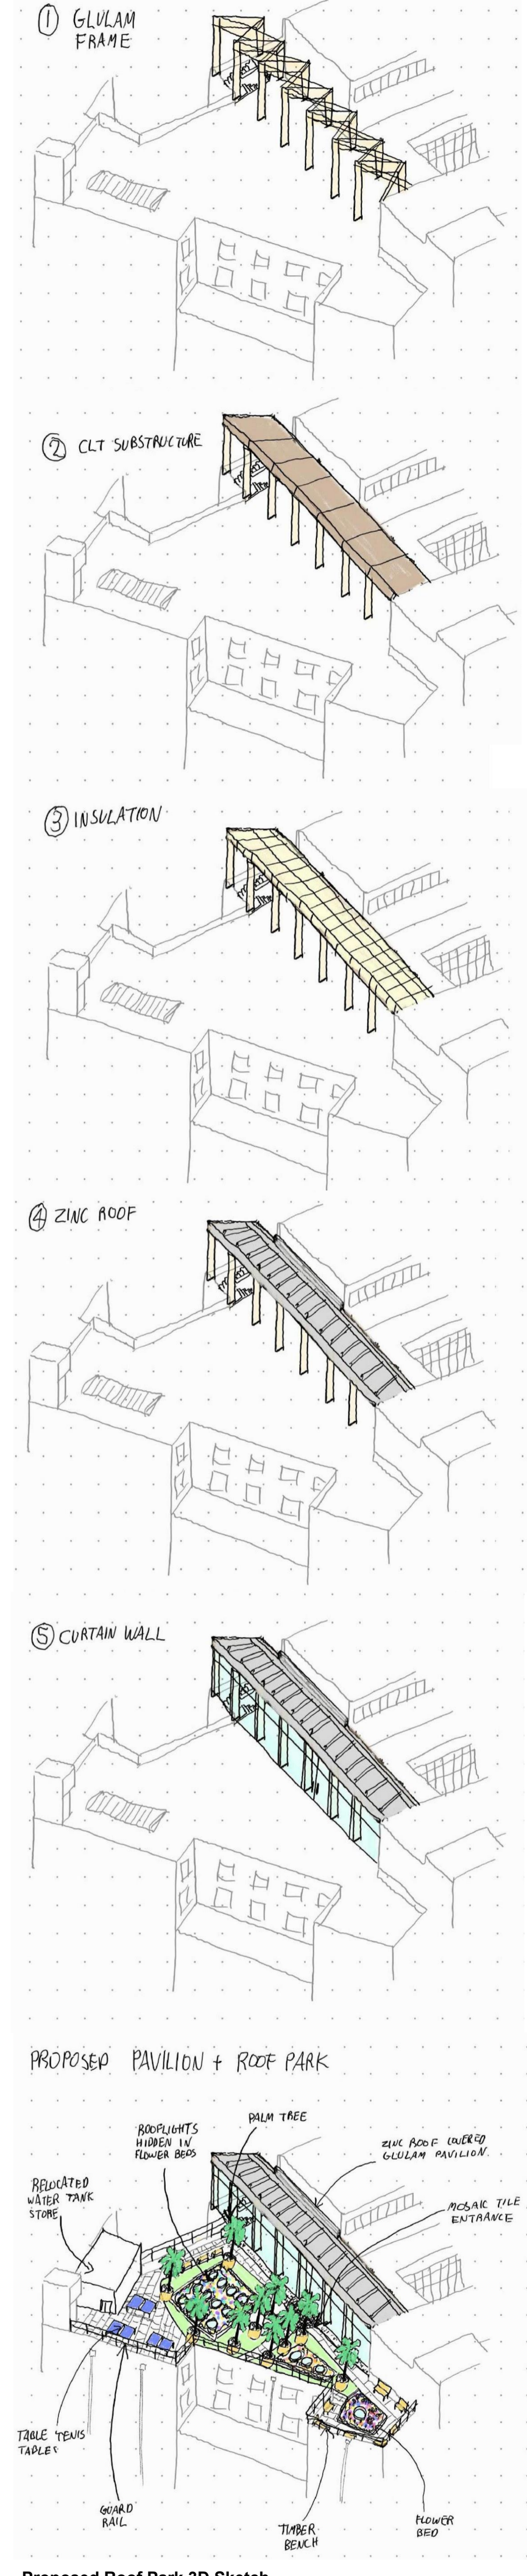 ① GLULAM
FRAME
② CLT SUBSTRUCTURE
③ INSULATION
④ ZINC ROOF
⑤ CURTAIN WALL
PROPOSED PAVILION + ROOF PARK
ROOFLIGHTS
HIDDEN IN
FLOWER BEDS
PALM TREE
ZINC ROOF COVERED
GLULAM PAVILION.
RELOCATED
WATER TANK
STORE
MOSAIC TILE
ENTRANCE
TABLE TENIS
TABLES
GUARD
RAIL
TIMBER
BENCH
FLOWER
BED
Proposed Roof Park 3D Sketch